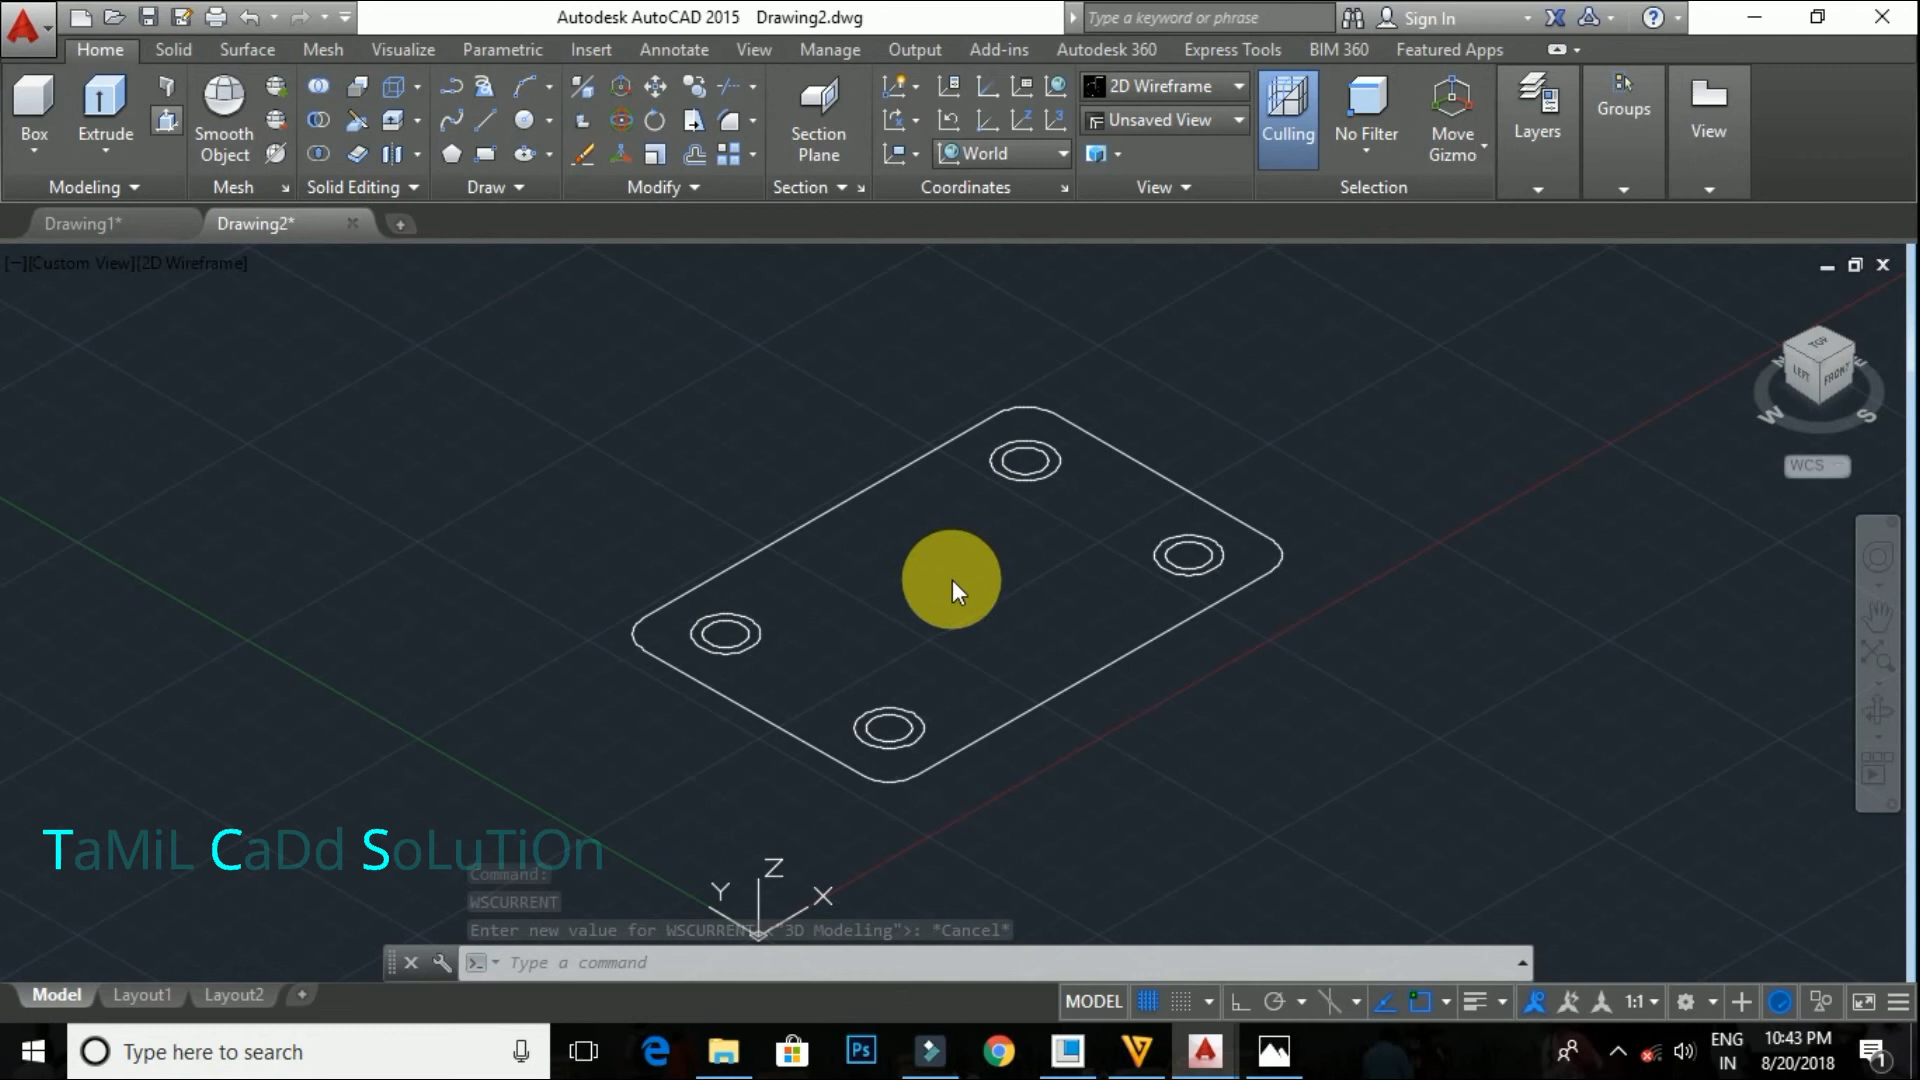 Autodesk AutoCAD 2015 Drawing2.dwg
Type a keyword or phrase
Sign In
Home Solid Surface Mesh Visualize Parametric Insert Annotate View Manage Output Add-ins Autodesk 360 Express Tools BIM 360 Featured Apps
Box
Extrude
Smooth
Object
Section
Plane
2D Wireframe
Unsaved View
World
Culling
No Filter
Move
Gizmo
Layers
Groups
View
Modeling Mesh Solid Editing Draw Modify Section Coordinates View Selection
Drawing1* Drawing2*
[−][Custom View][2D Wireframe]
TOP
LEFT FRONT
N E
W S
WCS
TaMiL CaDd SoLuTiOn
Z
Y X
Command:
WSCURRENT
Enter new value for WSCURRENT <"3D Modeling">: *Cancel*
Type a command
Model Layout1 Layout2
MODEL 1:1
Type here to search
Ps
ENG
IN
10:43 PM
8/20/2018
1